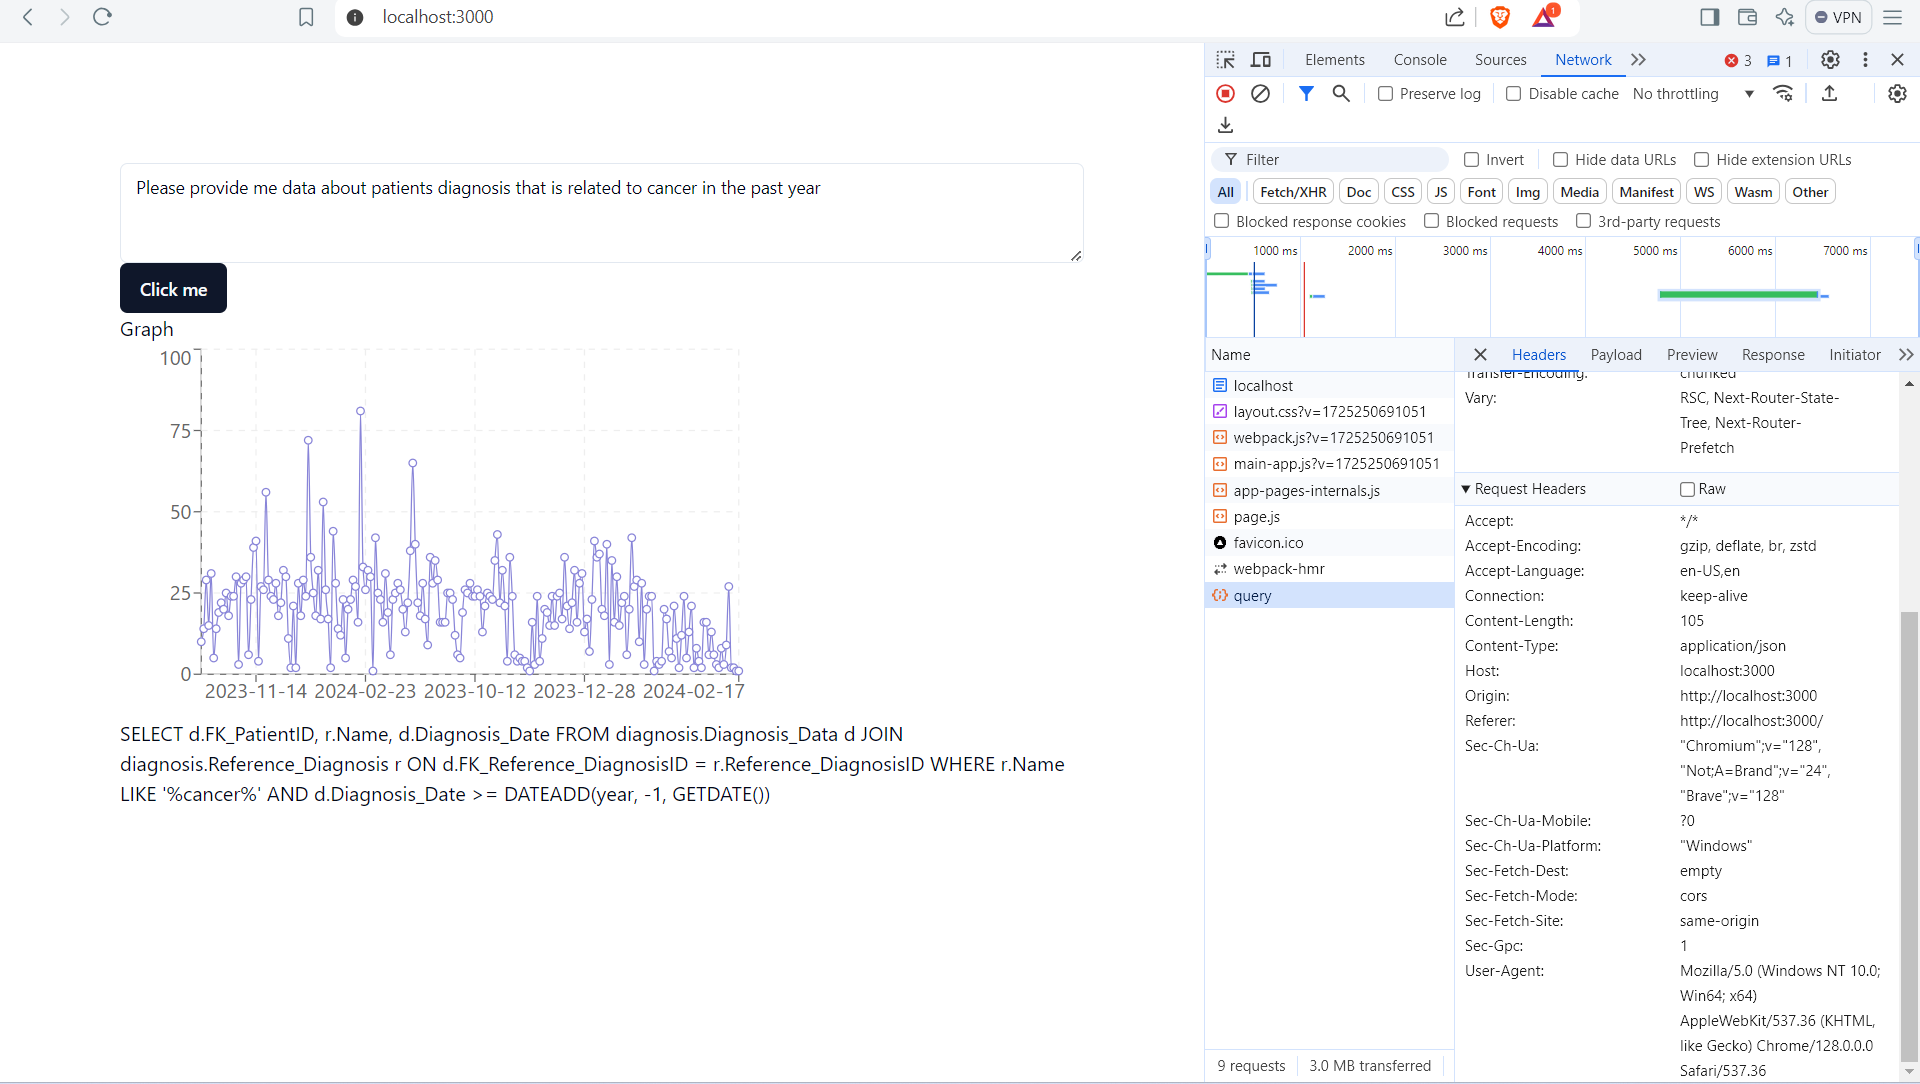 localhost:3000
1
VPN
Please provide me data about patients diagnosis that is related to cancer in the past year
Click me
Graph
100
75
50
25
0
2023-11-14 2024-02-23 2023-10-12 2023-12-28 2024-02-17
SELECT d.FK_PatientID, r.Name, d.Diagnosis_Date FROM diagnosis.Diagnosis_Data d JOIN
diagnosis.Reference_Diagnosis r ON d.FK_Reference_DiagnosisID = r.Reference_DiagnosisID WHERE r.Name
LIKE '%cancer%' AND d.Diagnosis_Date >= DATEADD(year, -1, GETDATE())
Elements Console Sources Network 3 1
Preserve log Disable cache No throttling
Filter Invert Hide data URLs Hide extension URLs
All Fetch/XHR Doc CSS JS Font Img Media Manifest WS Wasm Other
Blocked response cookies Blocked requests 3rd-party requests
1000 ms 2000 ms 3000 ms 4000 ms 5000 ms 6000 ms 7000 ms
Name
localhost
layout.css?v=1725250691051
webpack.js?v=1725250691051
main-app.js?v=1725250691051
app-pages-internals.js
page.js
favicon.ico
webpack-hmr
query
9 requests 3.0 MB transferred
Headers Payload Preview Response Initiator
Transfer-Encoding: chunked
Vary: RSC, Next-Router-State-
Tree, Next-Router-
Prefetch
Request Headers Raw
Accept: */*
Accept-Encoding: gzip, deflate, br, zstd
Accept-Language: en-US,en
Connection: keep-alive
Content-Length: 105
Content-Type: application/json
Host: localhost:3000
Origin: http://localhost:3000
Referer: http://localhost:3000/
Sec-Ch-Ua: "Chromium";v="128",
"Not;A=Brand";v="24",
"Brave";v="128"
Sec-Ch-Ua-Mobile: ?0
Sec-Ch-Ua-Platform: "Windows"
Sec-Fetch-Dest: empty
Sec-Fetch-Mode: cors
Sec-Fetch-Site: same-origin
Sec-Gpc: 1
User-Agent: Mozilla/5.0 (Windows NT 10.0;
Win64; x64)
AppleWebKit/537.36 (KHTML,
like Gecko) Chrome/128.0.0.0
Safari/537.36